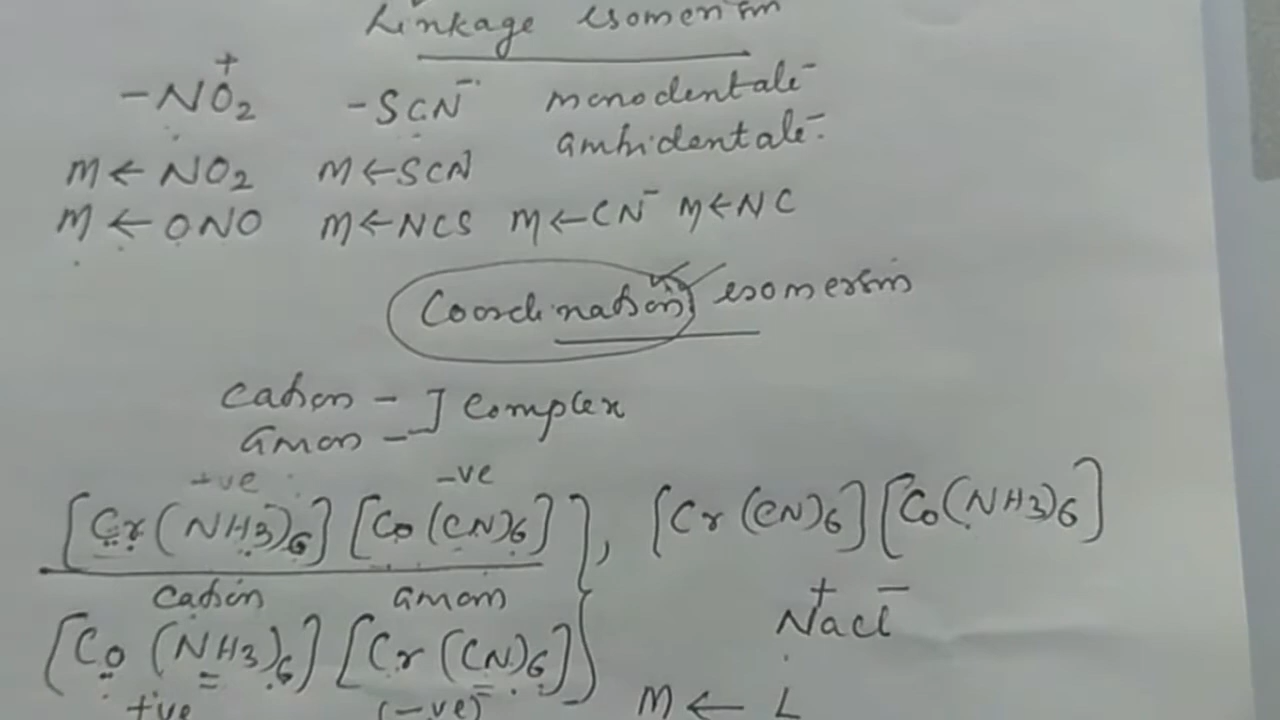 Linkage isomerism
-NO2+ -SCN- monodentate
ambidentate
M←NO2 M←SCN
M←ONO M←NCS M←CN- M←NC
Coordination isomerism
cation - ] complex
anion -
+ve -ve
[Cr(NH3)6] [Co(CN)6] , [Cr(CN)6][Co(NH3)6]
cation anion
Na+Cl-
[Co(NH3)6] [Cr(CN)6]
+ve (-ve) M← L